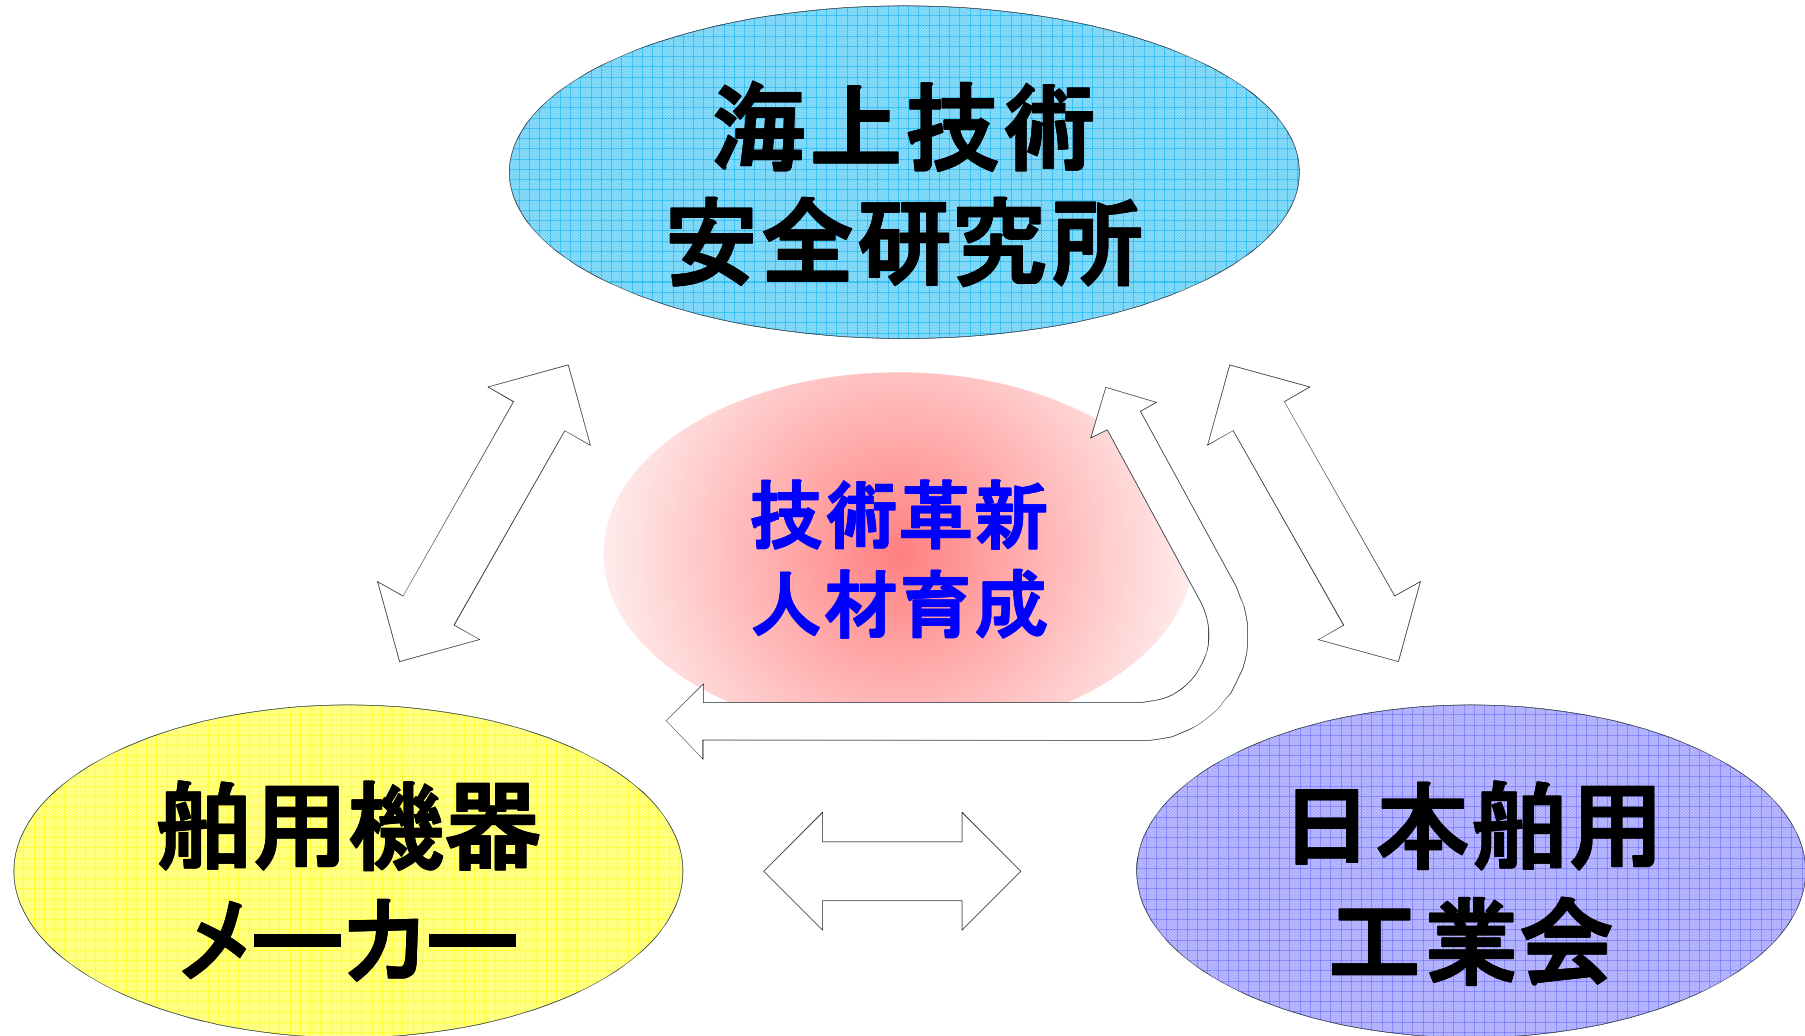 海上技術
安全研究所
技術革新
人材育成
舶用機器
メーカー
日本舶用
工業会